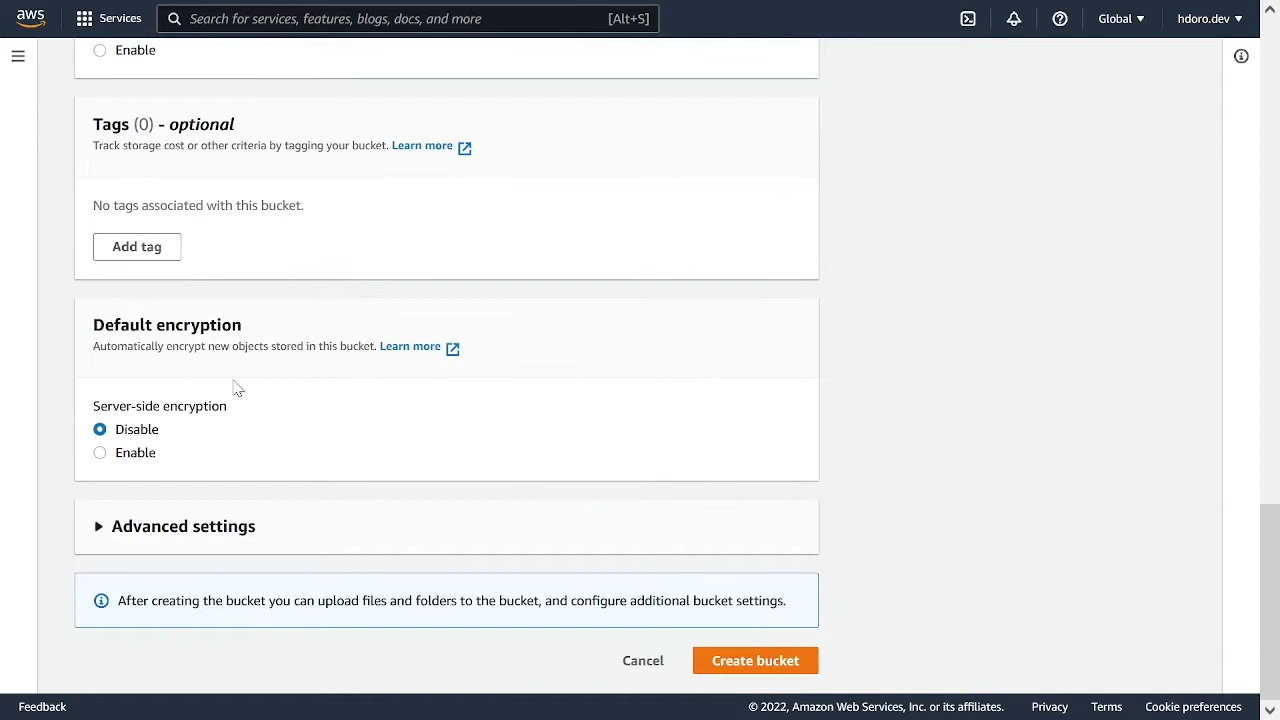 aws
Services
Search for services, features, blogs, docs, and more
[Alt+S]
Global
hdoro.dev
Enable
Tags (0) - optional
Track storage cost or other criteria by tagging your bucket. Learn more
No tags associated with this bucket.
Add tag
Default encryption
Automatically encrypt new objects stored in this bucket. Learn more
Server-side encryption
Disable
Enable
Advanced settings
After creating the bucket you can upload files and folders to the bucket, and configure additional bucket settings.
Cancel
Create bucket
Feedback
© 2022, Amazon Web Services, Inc. or its affiliates.
Privacy
Terms
Cookie preferences